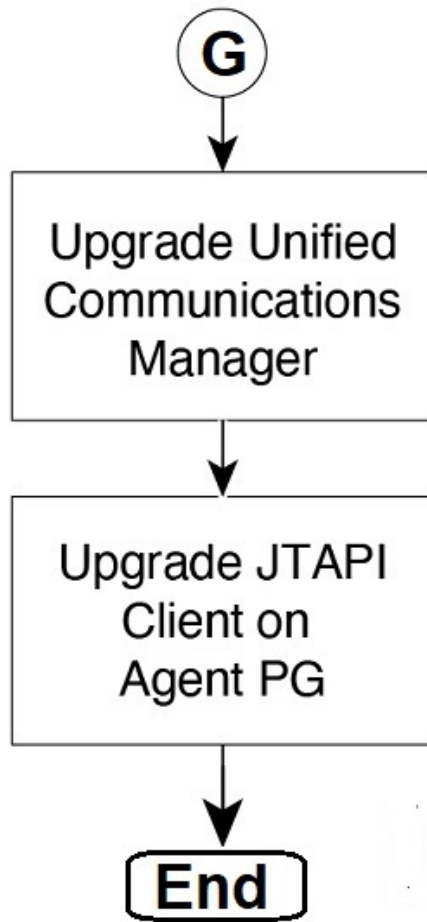 G
Upgrade Unified
Communications
Manager
Upgrade JTAPI
Client on
Agent PG
End